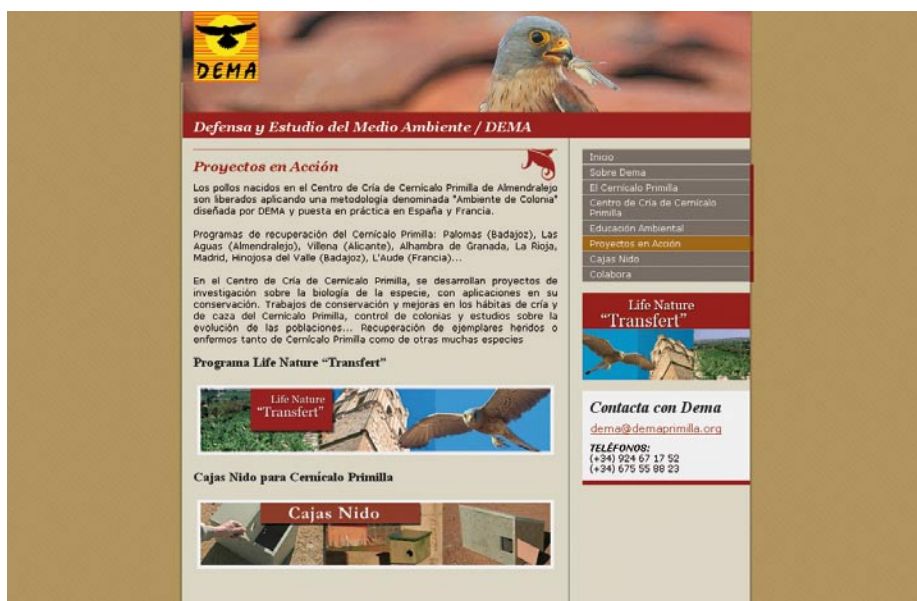 DEMA
Defensa y Estudio del Medio Ambiente / DEMA
Proyectos en Acción
Los pollos nacidos en el Centro de Cría de Cernícalo Primilla de Almendralejo
son liberados aplicando una metodología denominada "Ambiente de Colonia"
diseñada por DEMA y puesta en práctica en España y Francia.
Programas de recuperación del Cernícalo Primilla: Palomas (Badajoz), Las
Aguas (Almendralejo), Villena (Alicante), Alhambra de Granada, La Rioja,
Madrid, Hinojosa del Valle (Badajoz), L'Aude (Francia)...
En el Centro de Cría de Cernícalo Primilla, se desarrollan proyectos de
investigación sobre la biología de la especie, con aplicaciones en su
conservación. Trabajos de conservación y mejoras en los hábitas de cría y
de caza del Cernícalo Primilla, control de colonias y estudios sobre la
evolución de las poblaciones... Recuperación de ejemplares heridos o
enfermos tanto de Cernícalo Primilla como de otras muchas especies
Programa Life Nature “Transfert”
Life Nature
“Transfert”
Cajas Nido para Cernícalo Primilla
Cajas Nido
Inicio
Sobre Dema
El Cernícalo Primilla
Centro de Cría de Cernícalo
Primilla
Educación Ambiental
Proyectos en Acción
Cajas Nido
Colabora
Life Nature
“Transfert”
Contacta con Dema
dema@demaprimilla.org
TELÉFONOS:
(+34) 924 67 17 52
(+34) 675 55 88 23